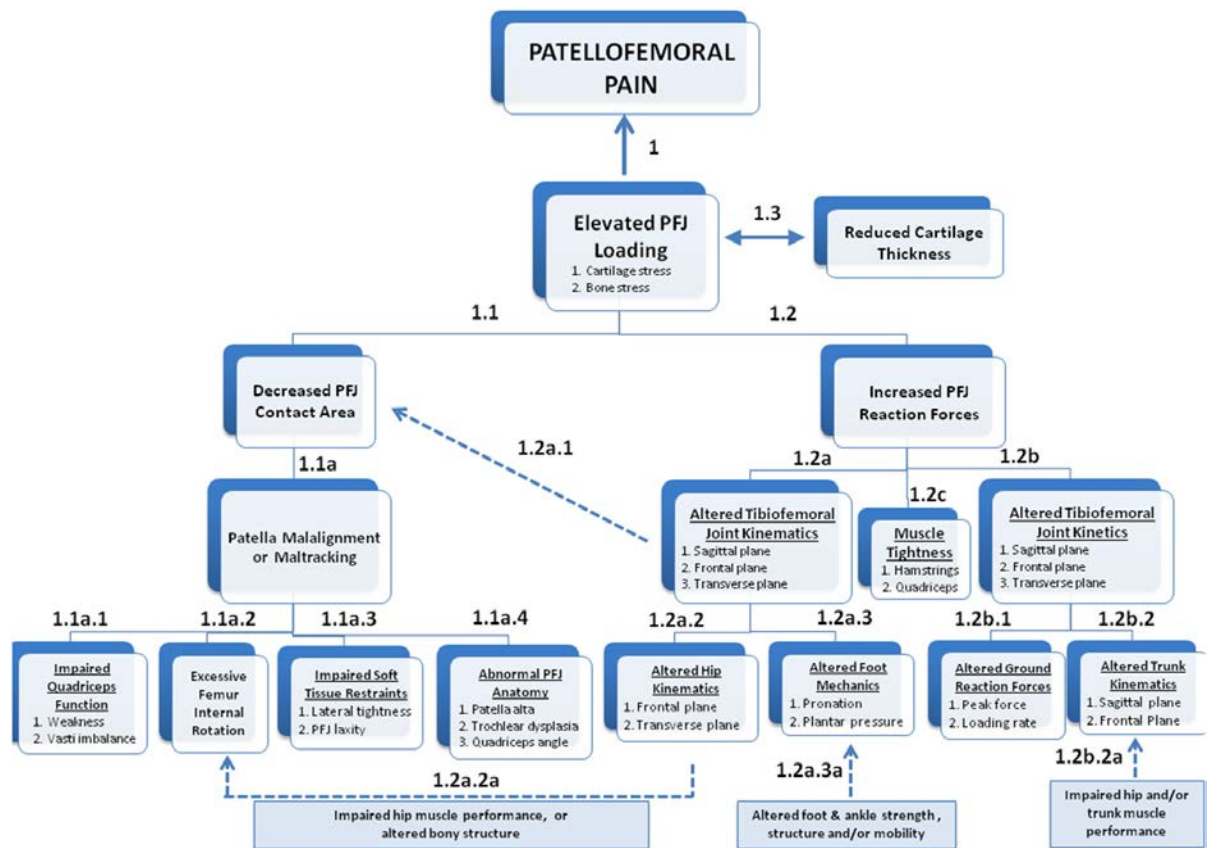 PATELLOFEMORAL
PAIN
1
Elevated PFJ
Loading
1. Cartilage stress
2. Bone stress
1.3
Reduced Cartilage
Thickness
1.1
1.2
Decreased PFJ
Contact Area
Increased PFJ
Reaction Forces
1.2a.1
1.1a
1.2a
1.2b
1.2c
Patella Malalignment
or Maltracking
Altered Tibiofemoral
Joint Kinematics
1. Sagittal plane
2. Frontal plane
3. Transverse plane
Muscle
Tightness
1. Hamstrings
2. Quadriceps
Altered Tibiofemoral
Joint Kinetics
1. Sagittal plane
2. Frontal plane
3. Transverse plane
1.1a.1
1.1a.2
1.1a.3
1.1a.4
1.2a.2
1.2a.3
1.2b.1
1.2b.2
Impaired
Quadriceps
Function
1. Weakness
2. Vasti imbalance
Excessive
Femur
Internal
Rotation
Impaired Soft
Tissue Restraints
1. Lateral tightness
2. PFJ laxity
Abnormal PFJ
Anatomy
1. Patella alta
2. Trochlear dysplasia
3. Quadriceps angle
Altered Hip
Kinematics
1. Frontal plane
2. Transverse plane
Altered Foot
Mechanics
1. Pronation
2. Plantar pressure
Altered Ground
Reaction Forces
1. Peak force
2. Loading rate
Altered Trunk
Kinematics
1. Sagittal plane
2. Frontal Plane
1.2a.2a
1.2a.3a
1.2b.2a
Impaired hip muscle performance, or
altered bony structure
Altered foot & ankle strength,
structure and/or mobility
Impaired hip and/or
trunk muscle
performance